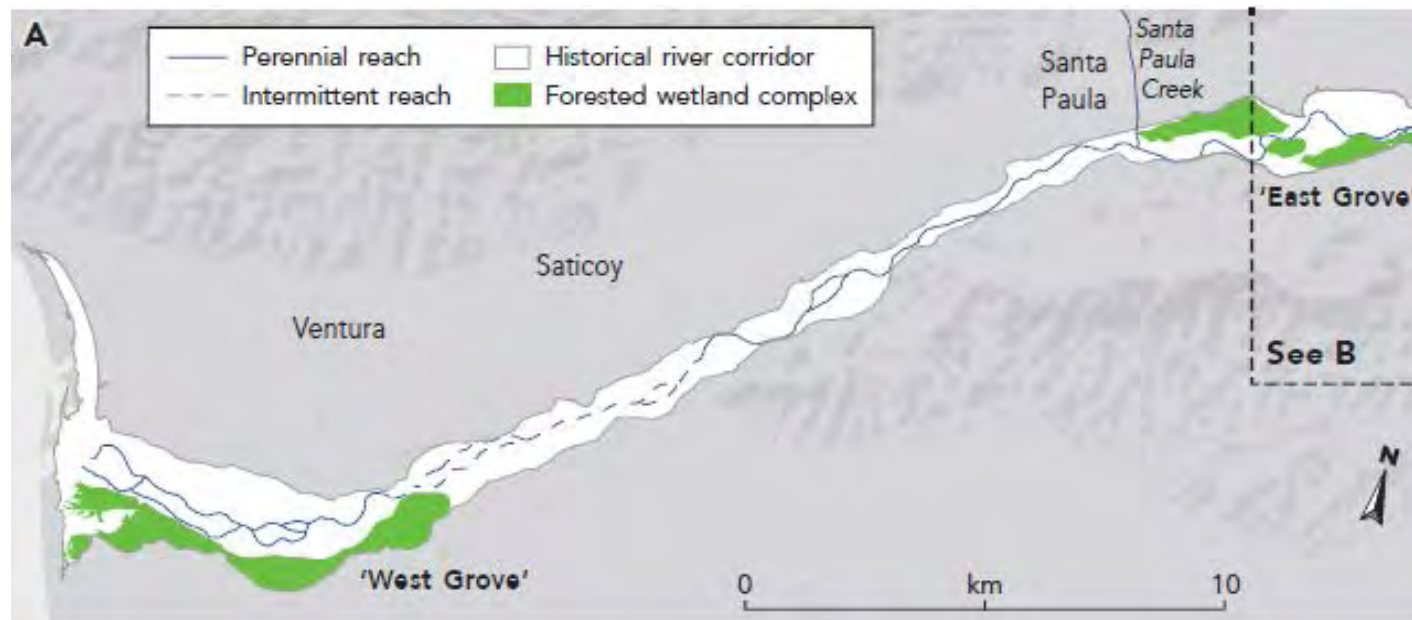 A
Perennial reach
Intermittent reach
Historical river corridor
Forested wetland complex
Santa
Paula
Santa
Paula
Creek
'East Grove'
Saticoy
Ventura
See B
N
'West Grove'
0 km 10